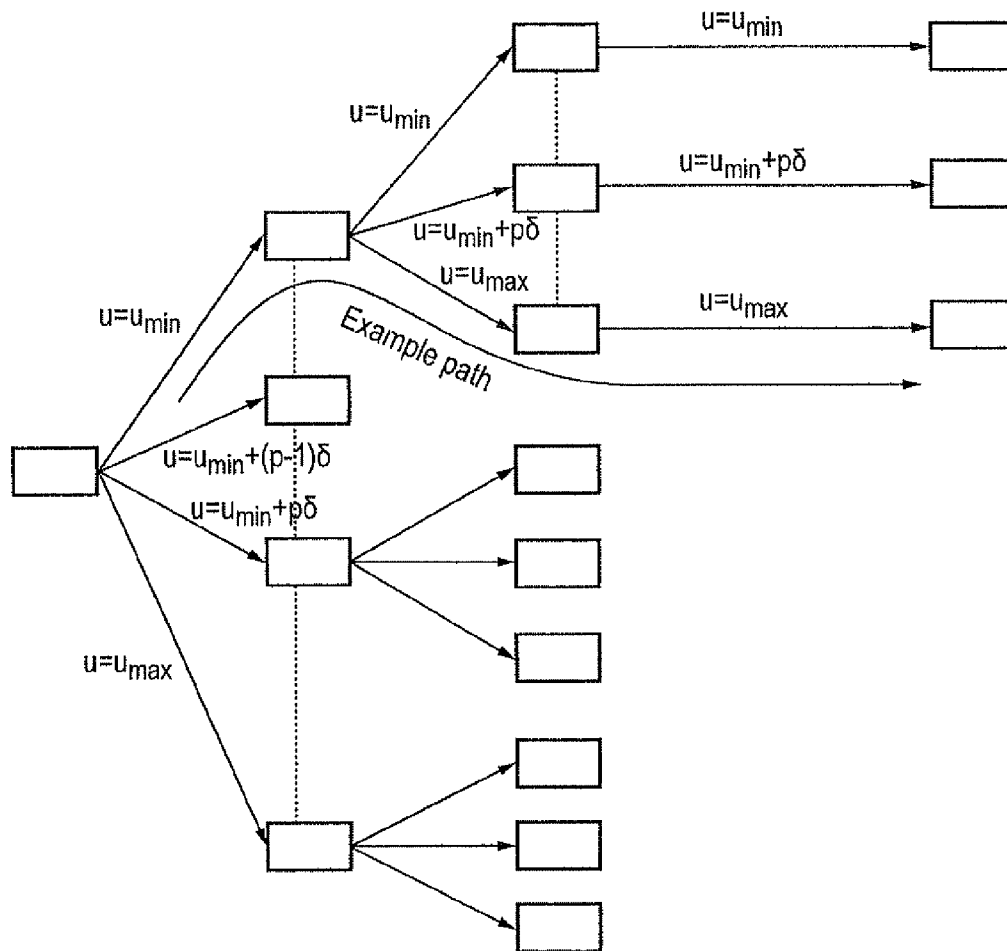 u=u_min
u=u_min
u=u_min+pδ
u=u_min+pδ
u=u_max
u=u_max
u=u_min
Example path
u=u_min+(p-1)δ
u=u_min+pδ
u=u_max